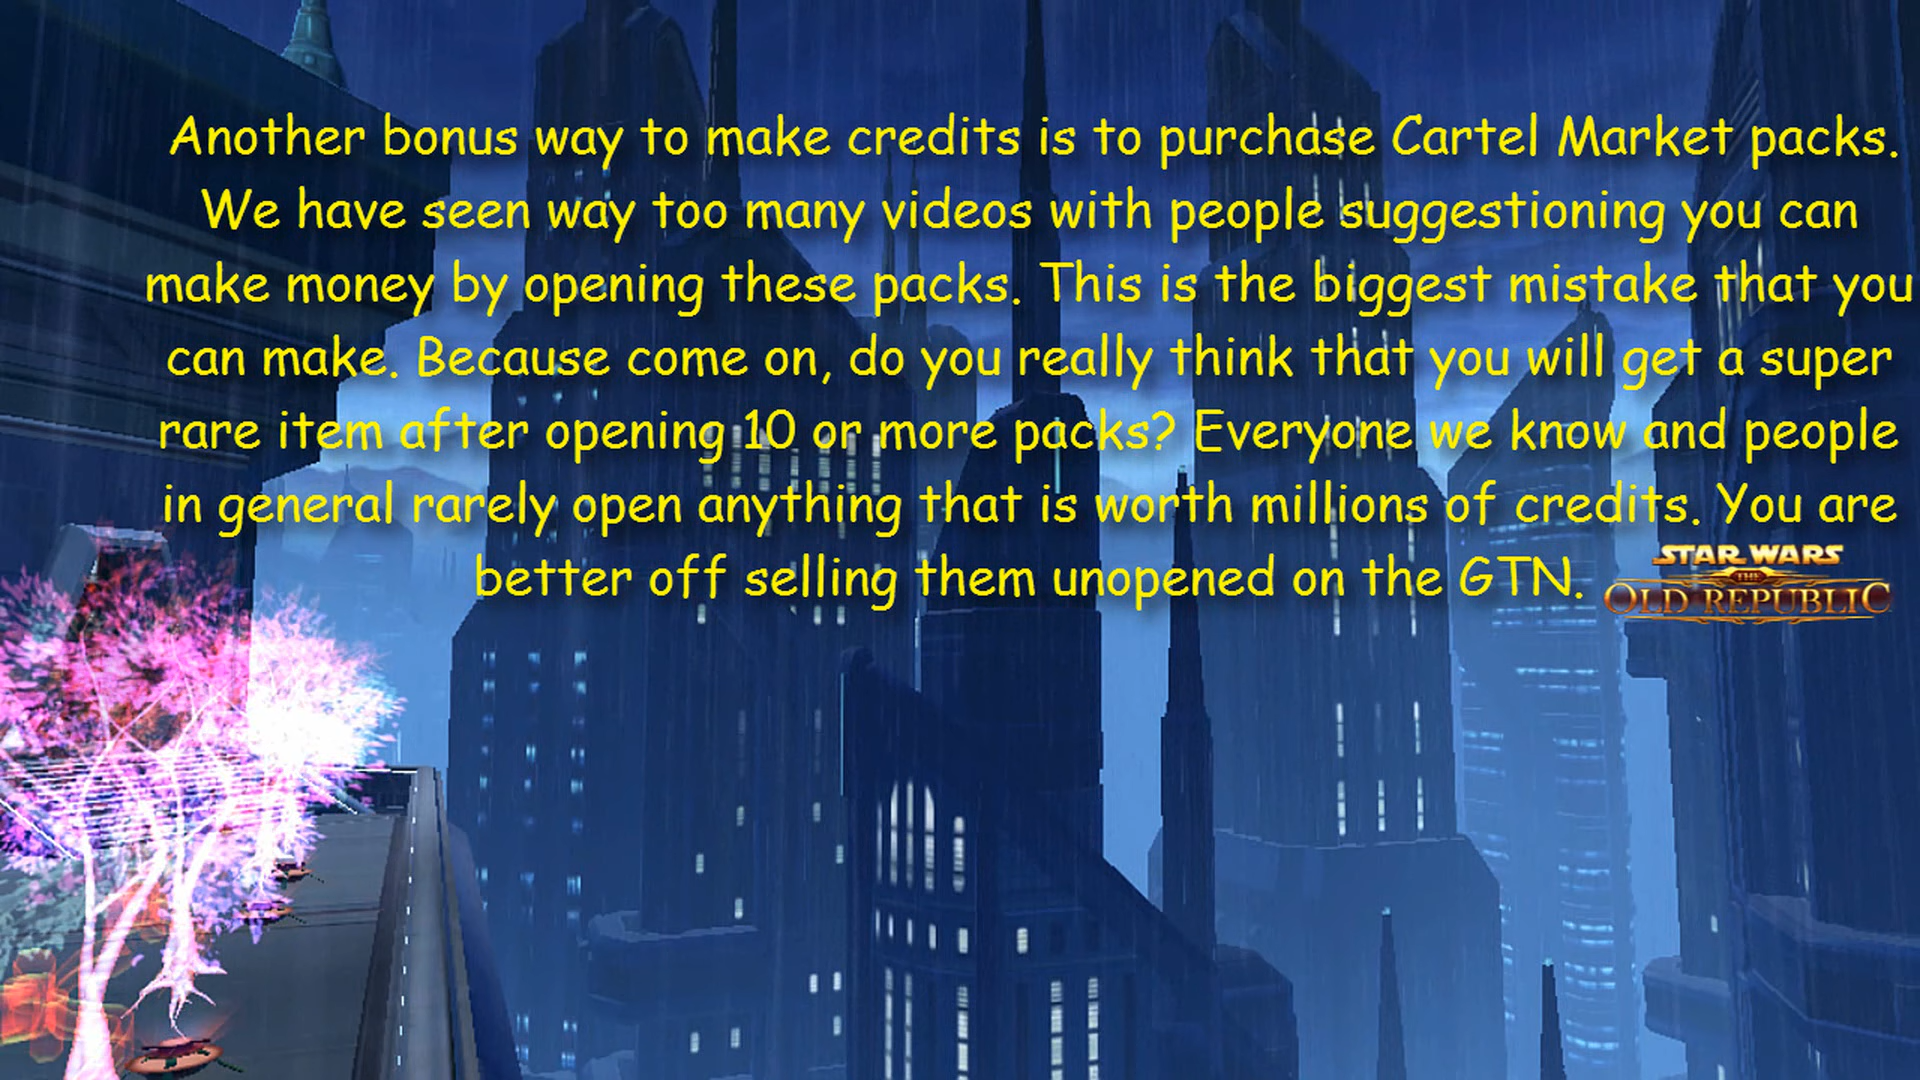 Another bonus way to make credits is to purchase Cartel Market packs.
We have seen way too many videos with people suggestioning you can
make money by opening these packs. This is the biggest mistake that you
can make. Because come on, do you really think that you will get a super
rare item after opening 10 or more packs? Everyone we know and people
in general rarely open anything that is worth millions of credits. You are
better off selling them unopened on the GTN.
STAR WARS
THE
OLD REPUBLIC